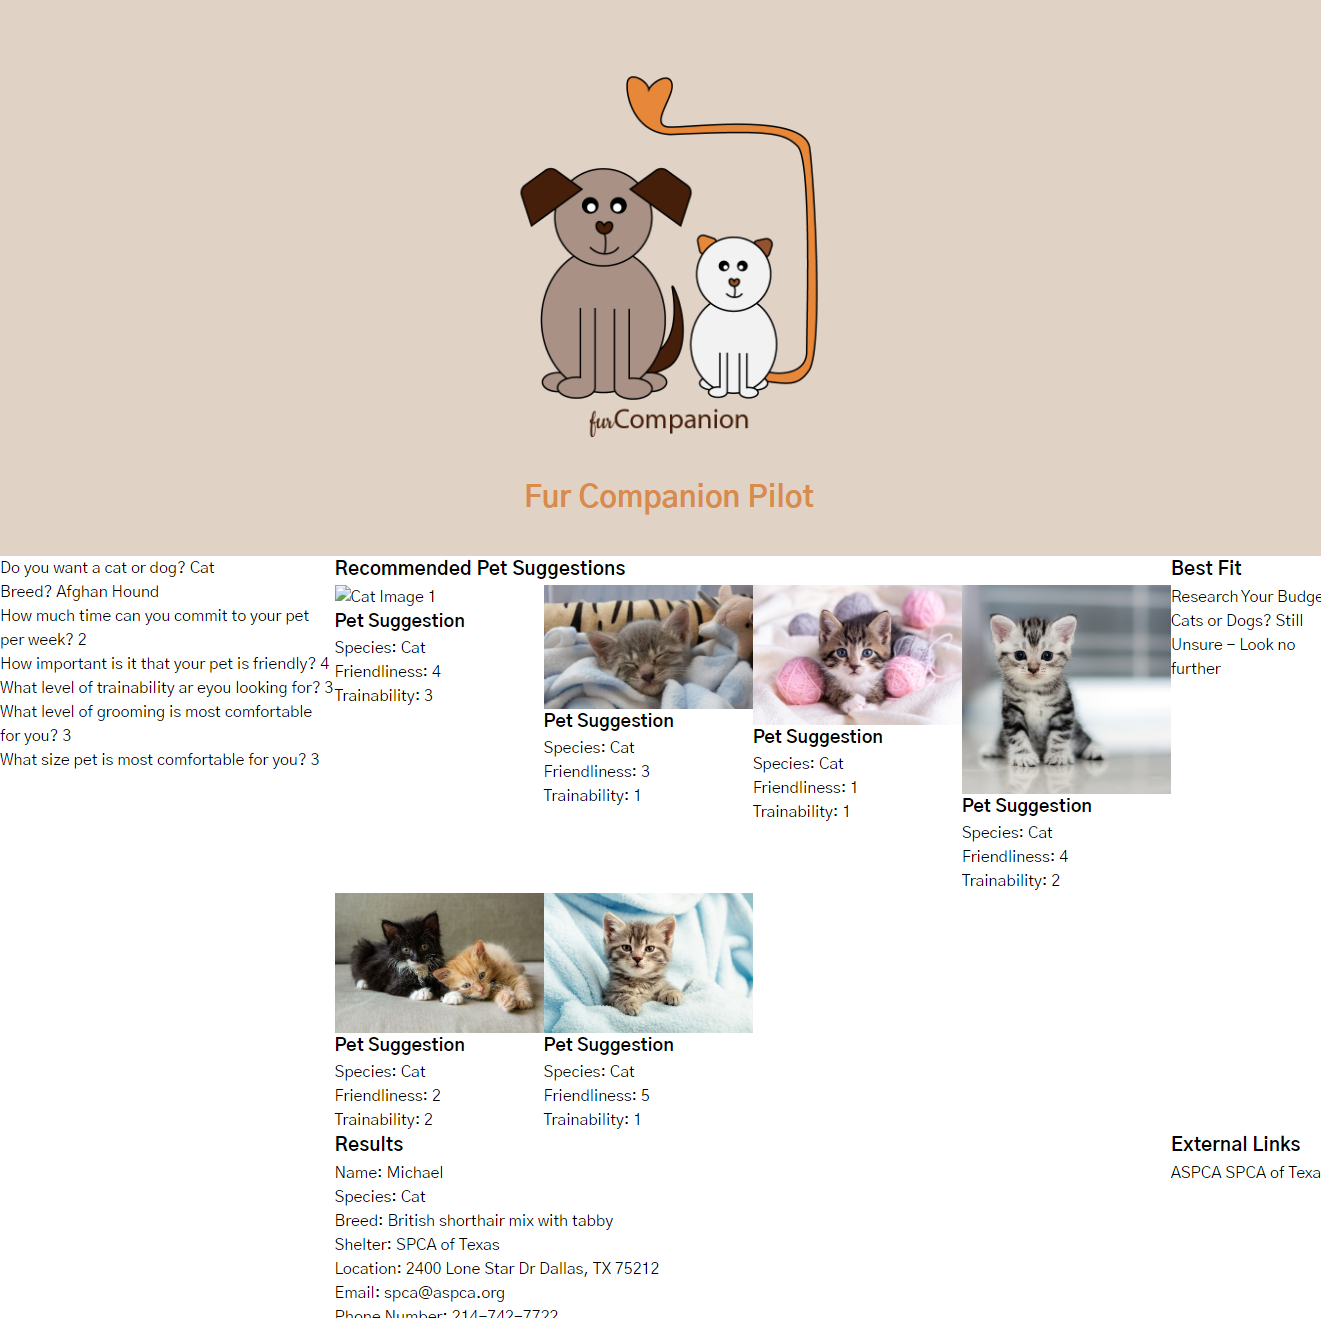 furCompanion
Fur Companion Pilot
Do you want a cat or dog? Cat
Breed? Afghan Hound
How much time can you commit to your pet
per week? 2
How important is it that your pet is friendly? 4
What level of trainability ar eyou looking for? 3
What level of grooming is most comfortable
for you? 3
What size pet is most comfortable for you? 3
Recommended Pet Suggestions
Cat Image 1
Pet Suggestion
Species: Cat
Friendliness: 4
Trainability: 3
Pet Suggestion
Species: Cat
Friendliness: 3
Trainability: 1
Pet Suggestion
Species: Cat
Friendliness: 1
Trainability: 1
Pet Suggestion
Species: Cat
Friendliness: 4
Trainability: 2
Pet Suggestion
Species: Cat
Friendliness: 2
Trainability: 2
Pet Suggestion
Species: Cat
Friendliness: 5
Trainability: 1
Best Fit
Research Your Budge
Cats or Dogs? Still
Unsure - Look no
further
Results
Name: Michael
Species: Cat
Breed: British shorthair mix with tabby
Shelter: SPCA of Texas
Location: 2400 Lone Star Dr Dallas, TX 75212
Email: spca@aspca.org
Phone Number: 214-742-7722
External Links
ASPCA SPCA of Texa